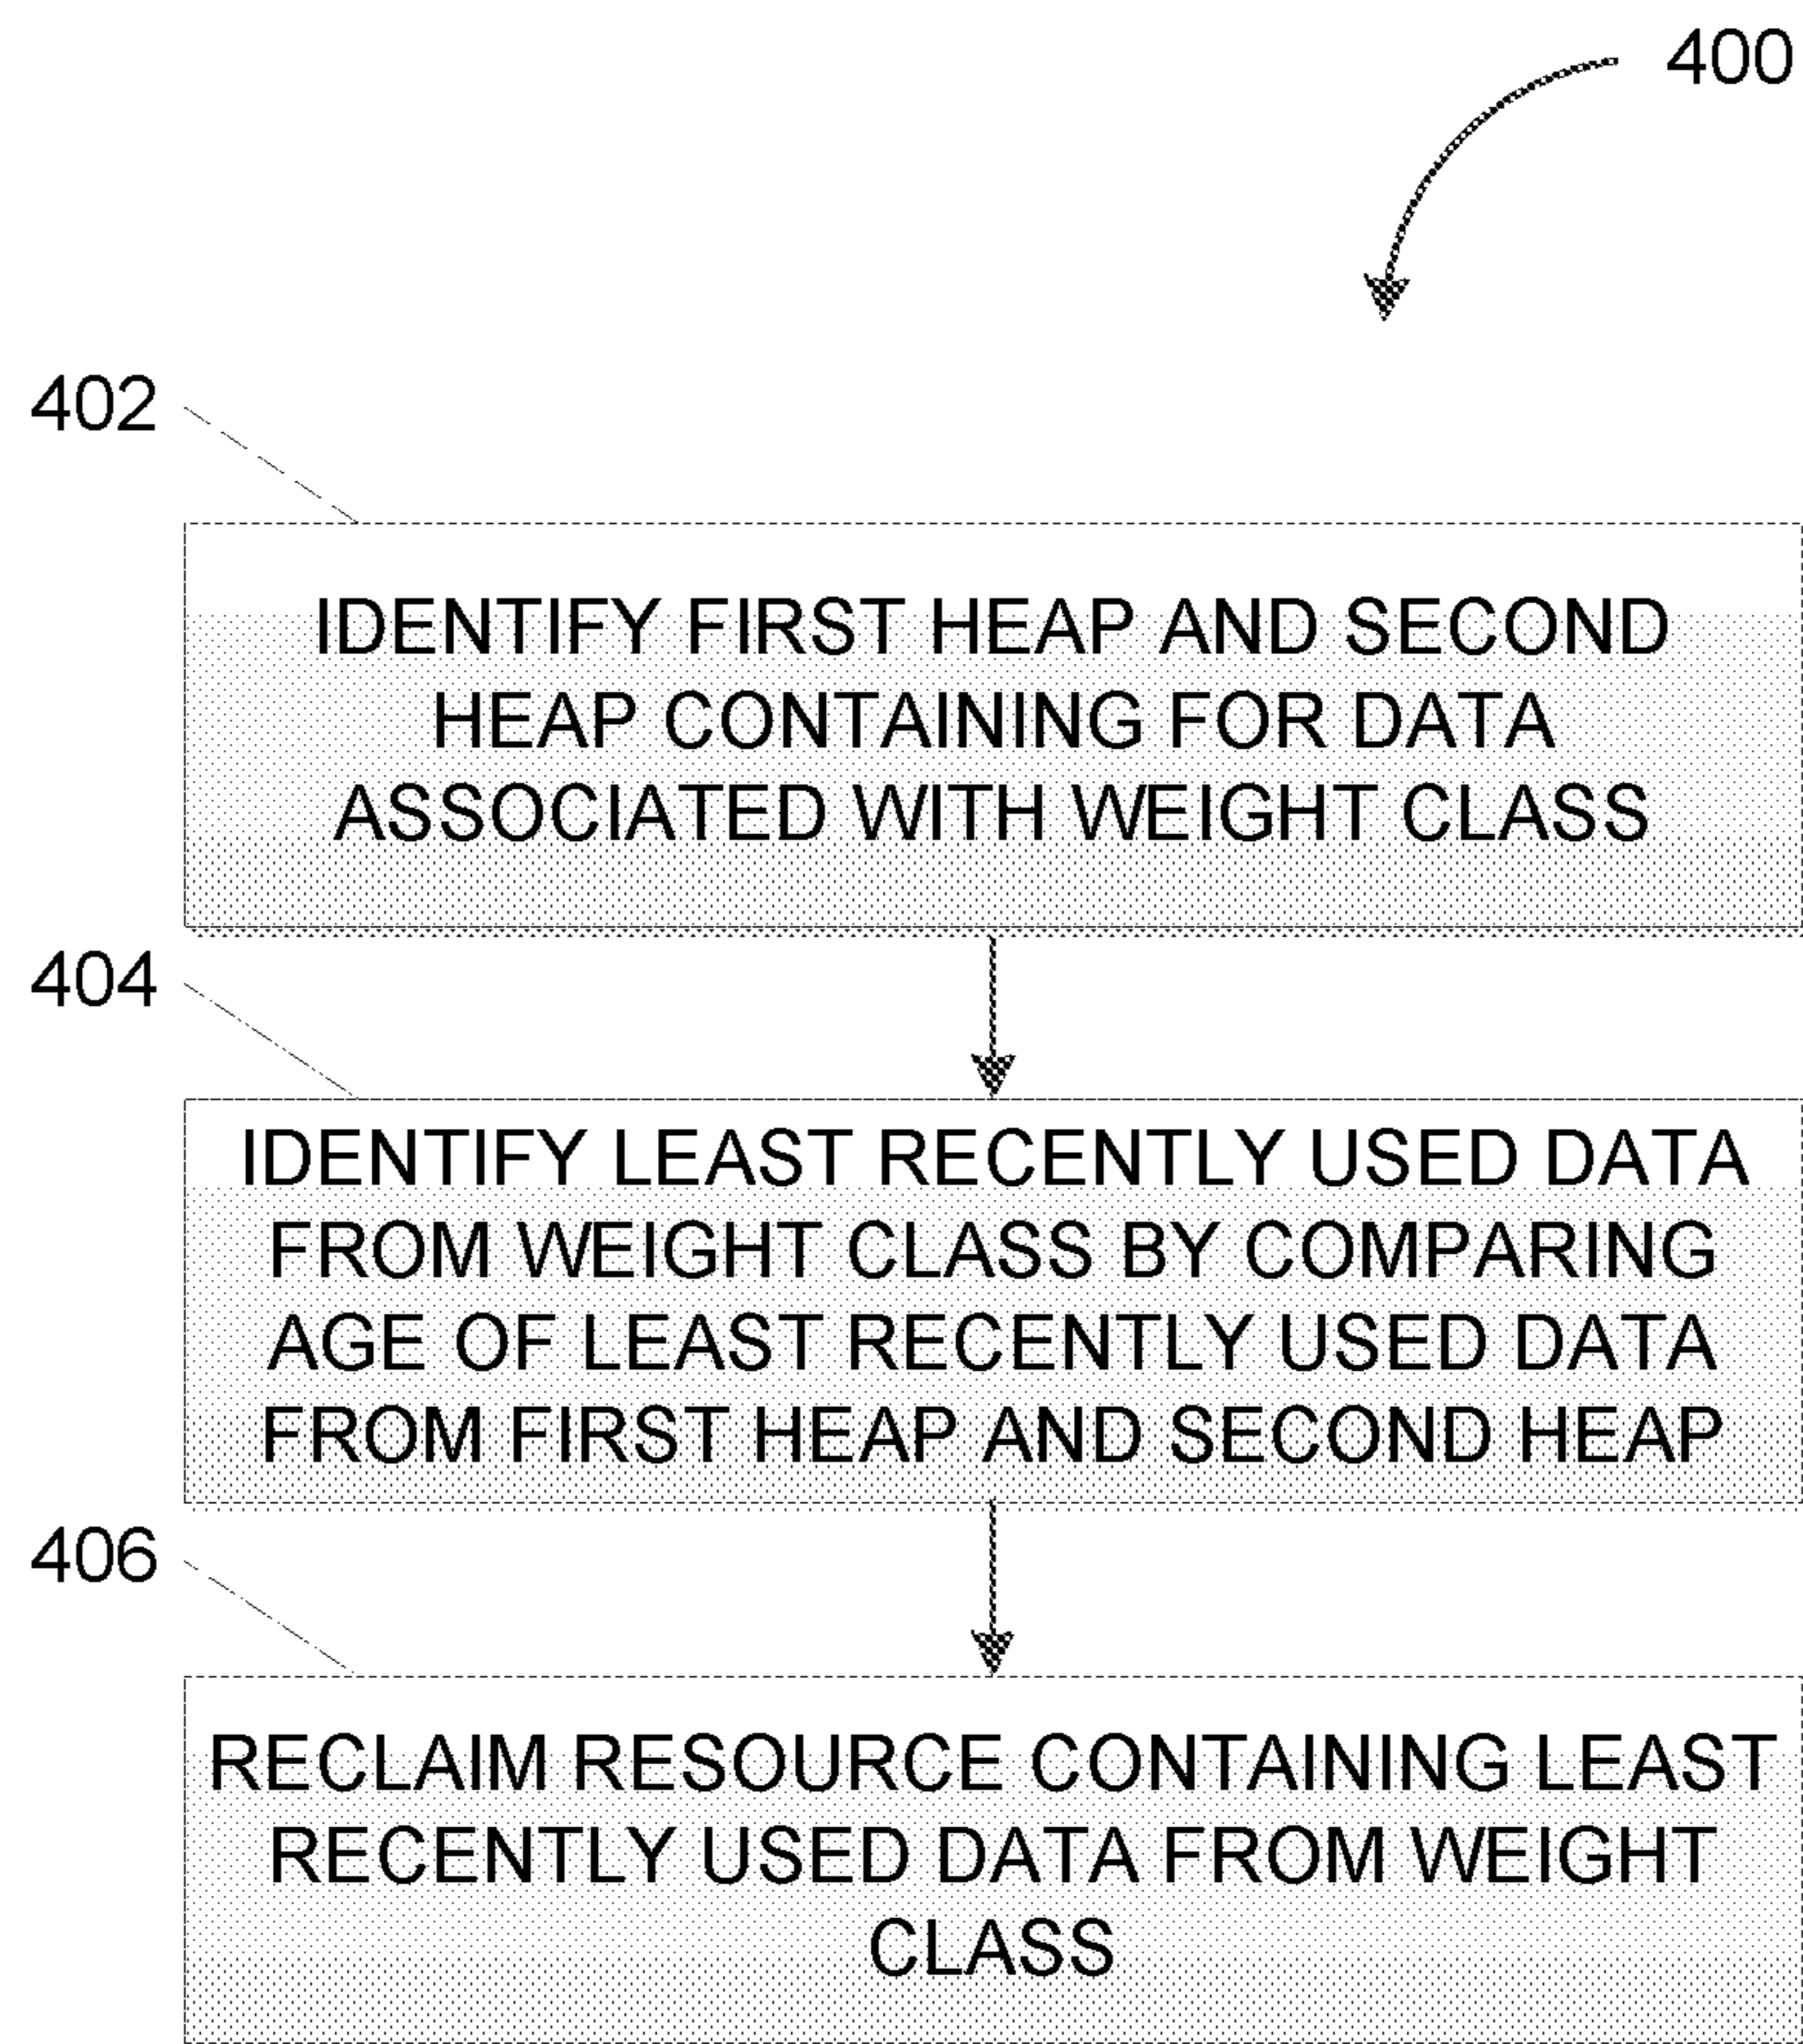 400
402
IDENTIFY FIRST HEAP AND SECOND
HEAP CONTAINING FOR DATA
ASSOCIATED WITH WEIGHT CLASS
404
IDENTIFY LEAST RECENTLY USED DATA
FROM WEIGHT CLASS BY COMPARING
AGE OF LEAST RECENTLY USED DATA
FROM FIRST HEAP AND SECOND HEAP
406
RECLAIM RESOURCE CONTAINING LEAST
RECENTLY USED DATA FROM WEIGHT
CLASS